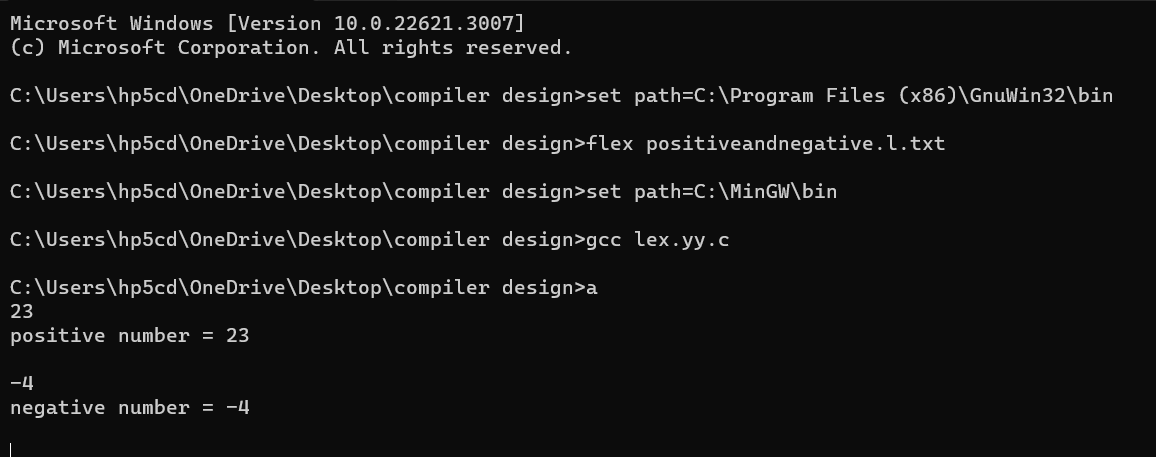 Microsoft Windows [Version 10.0.22621.3007]
(c) Microsoft Corporation. All rights reserved.
C:\Users\hp5cd\OneDrive\Desktop\compiler design>set path=C:\Program Files (x86)\GnuWin32\bin
C:\Users\hp5cd\OneDrive\Desktop\compiler design>flex positiveandnegative.l.txt
C:\Users\hp5cd\OneDrive\Desktop\compiler design>set path=C:\MinGW\bin
C:\Users\hp5cd\OneDrive\Desktop\compiler design>gcc lex.yy.c
C:\Users\hp5cd\OneDrive\Desktop\compiler design>a
23
positive number = 23
-4
negative number = -4